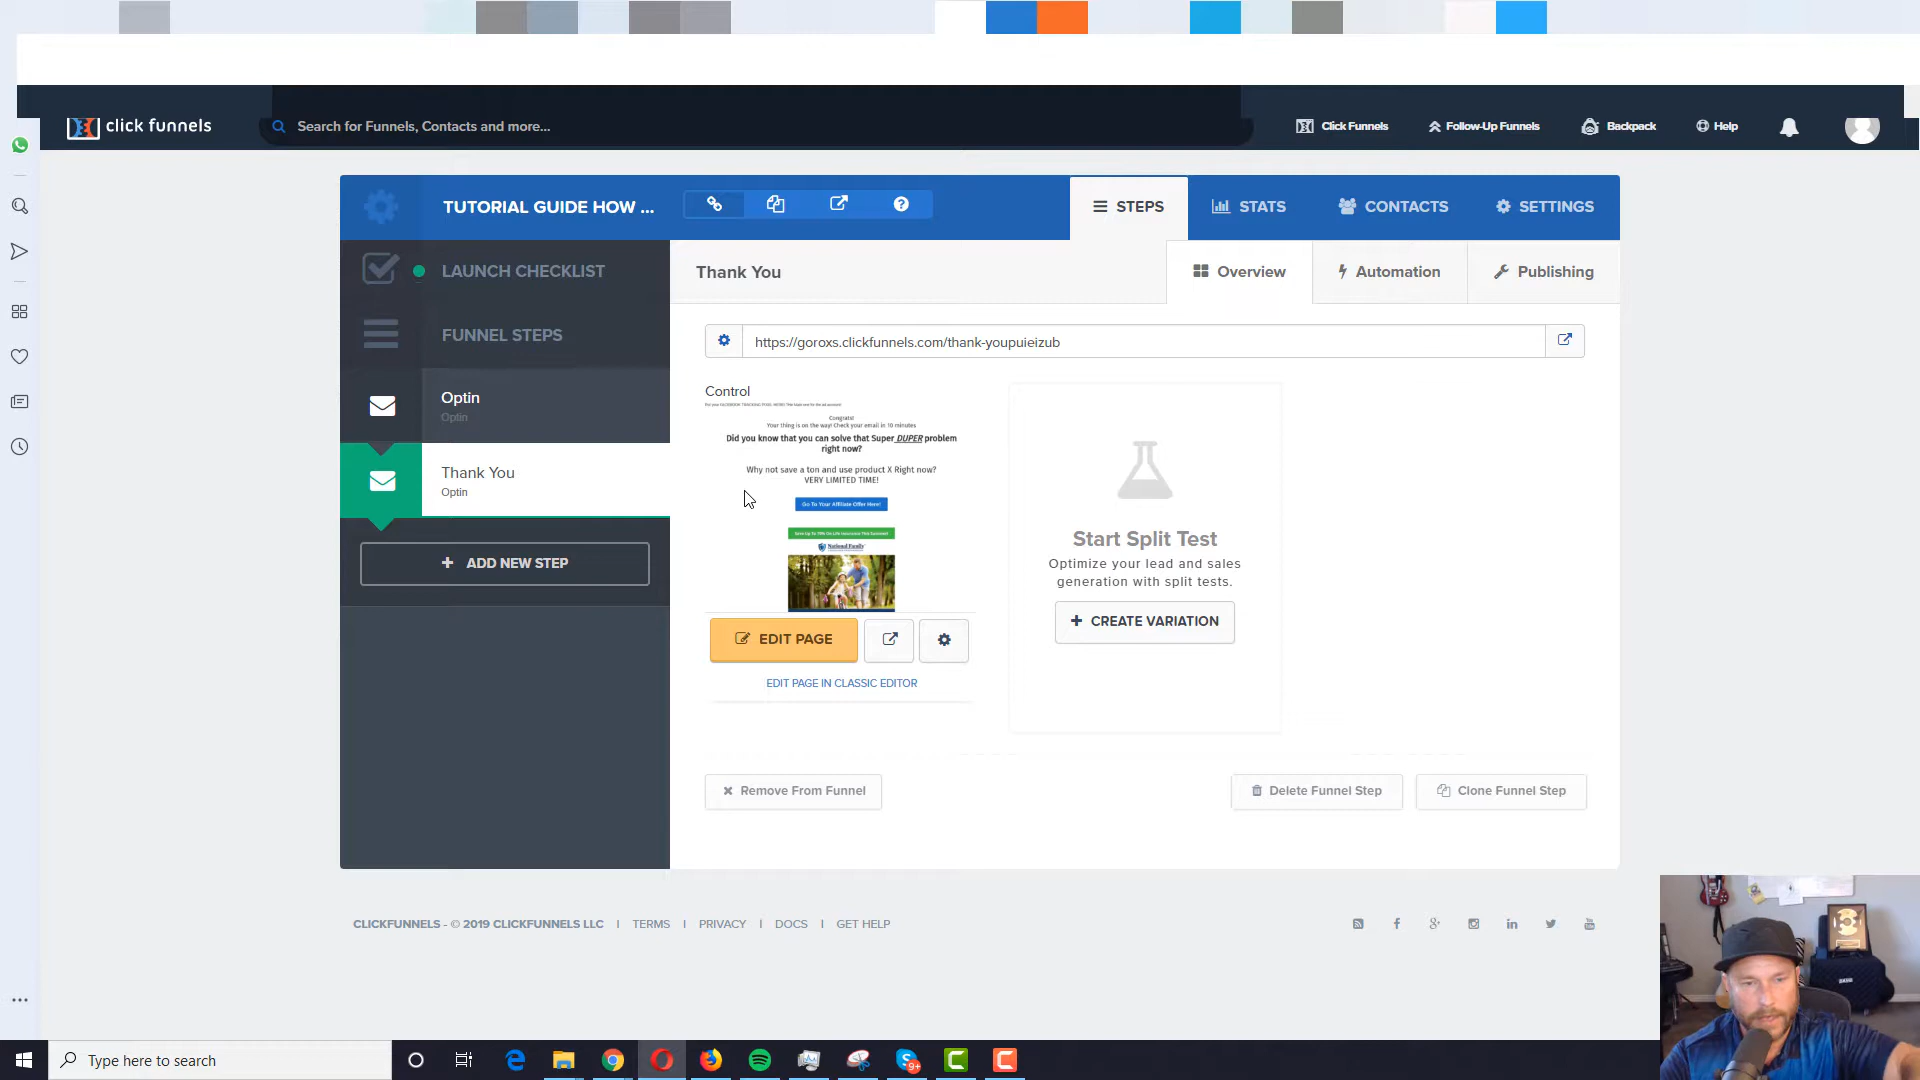 click funnels
Search for Funnels, Contacts and more...
Click Funnels
Follow-Up Funnels
Backpack
Help
TUTORIAL GUIDE HOW ...
STEPS
STATS
CONTACTS
SETTINGS
LAUNCH CHECKLIST
FUNNEL STEPS
Optin
Optin
Thank You
Optin
+ ADD NEW STEP
Thank You
Overview
Automation
Publishing
https://goroxs.clickfunnels.com/thank-youpuieizub
Control
Congrats!
Your thing is on the way! Check your email in 10 minutes
Did you know that you can solve that Super DUPER problem
right now?
Why not save a ton and use product X Right now?
VERY LIMITED TIME!
Go To Your Affiliate Offer Here!
National Family
EDIT PAGE
EDIT PAGE IN CLASSIC EDITOR
Start Split Test
Optimize your lead and sales
generation with split tests.
+ CREATE VARIATION
Remove From Funnel
Delete Funnel Step
Clone Funnel Step
CLICKFUNNELS - © 2019 CLICKFUNNELS LLC | TERMS | PRIVACY | DOCS | GET HELP
Type here to search
9+